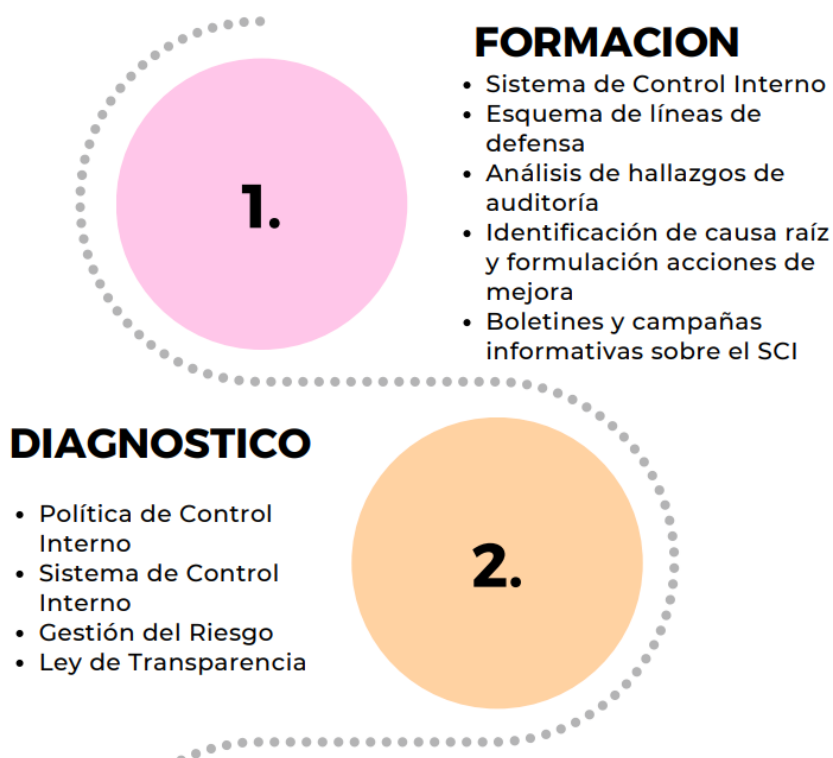 1.
FORMACION
• Sistema de Control Interno
• Esquema de líneas de
defensa
• Análisis de hallazgos de
auditoría
• Identificación de causa raíz
y formulación acciones de
mejora
• Boletines y campañas
informativas sobre el SCI
DIAGNOSTICO
• Política de Control
Interno
• Sistema de Control
Interno
• Gestión del Riesgo
• Ley de Transparencia
2.